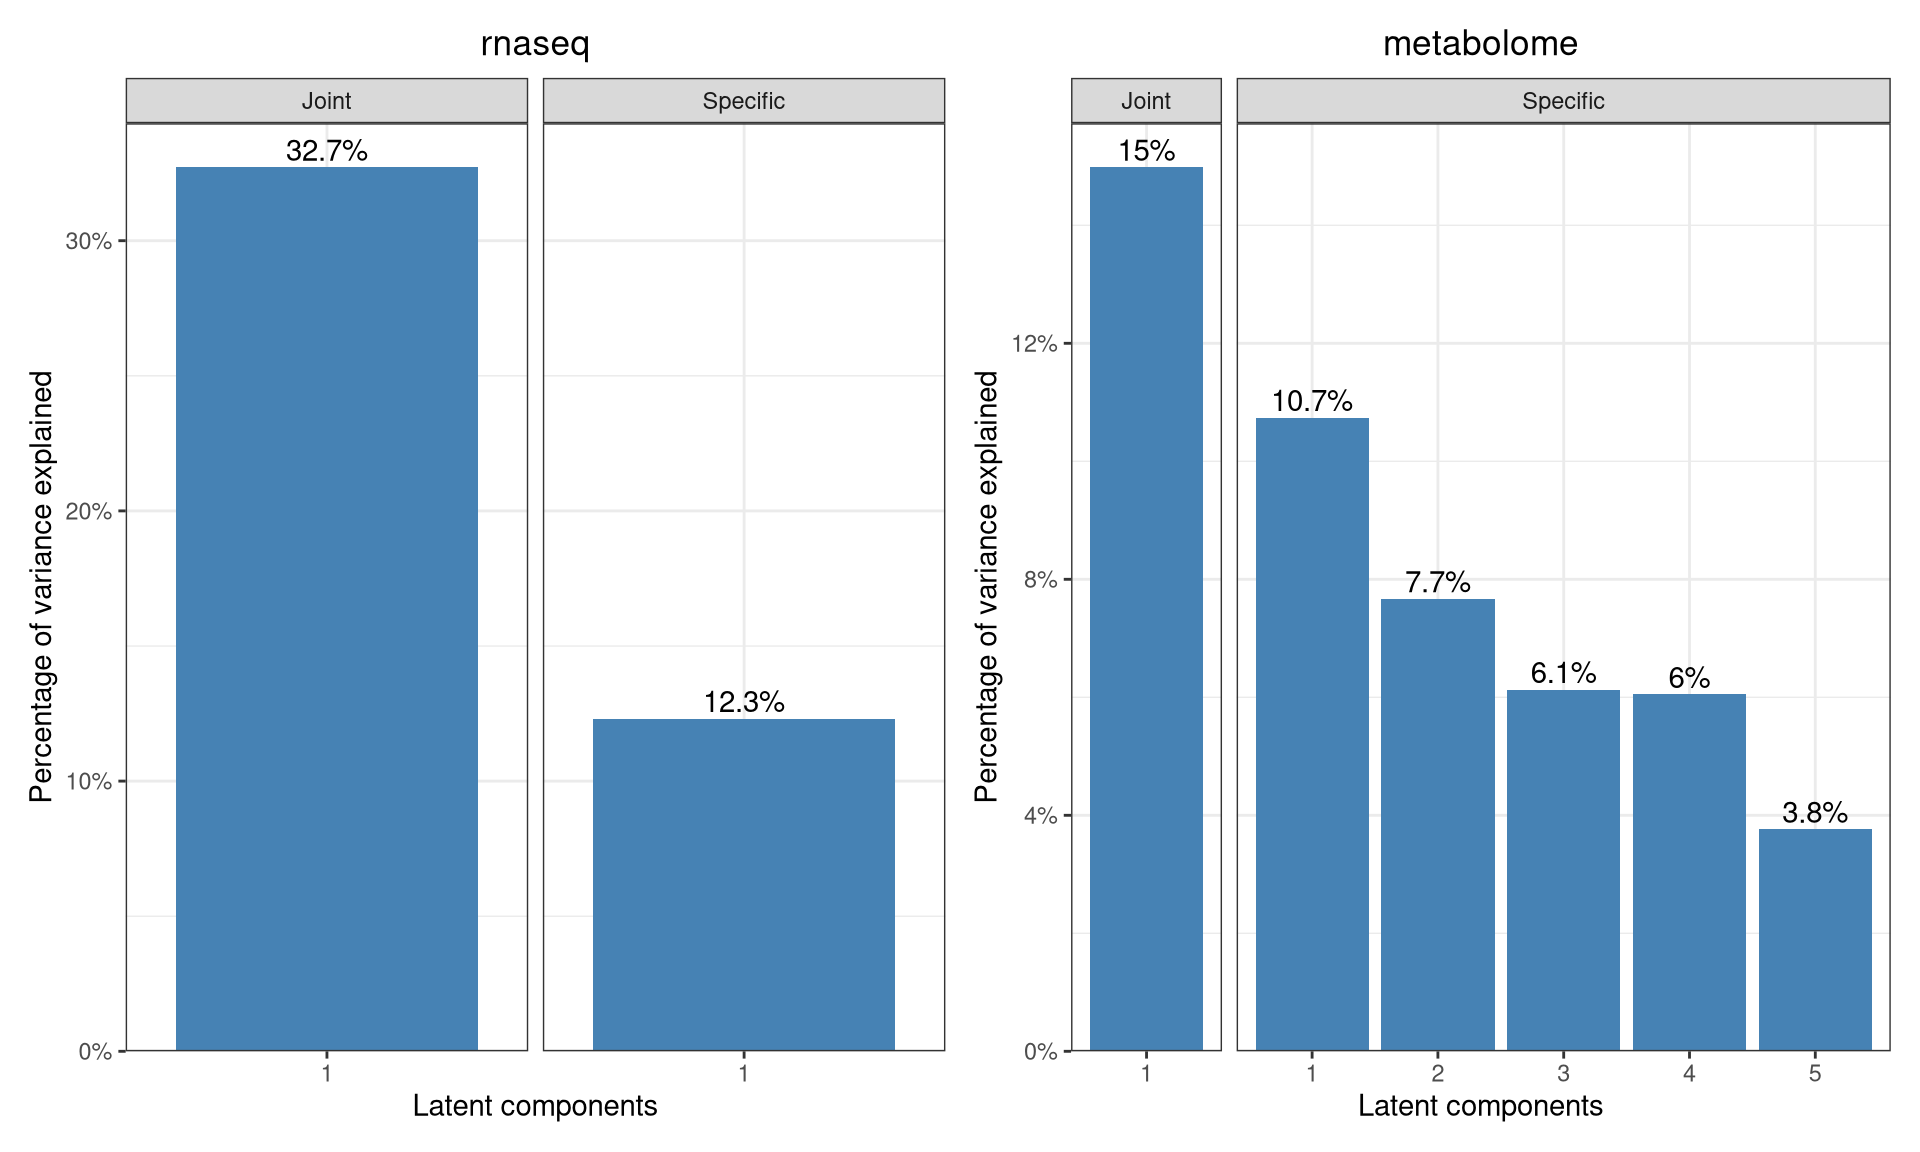 rnaseq
Joint
Specific
Percentage of variance explained
30%
20%
10%
0%
32.7%
12.3%
1
1
Latent components
metabolome
Joint
Specific
Percentage of variance explained
12%
8%
4%
0%
15%
10.7%
7.7%
6.1%
6%
3.8%
1
1 2 3 4 5
Latent components